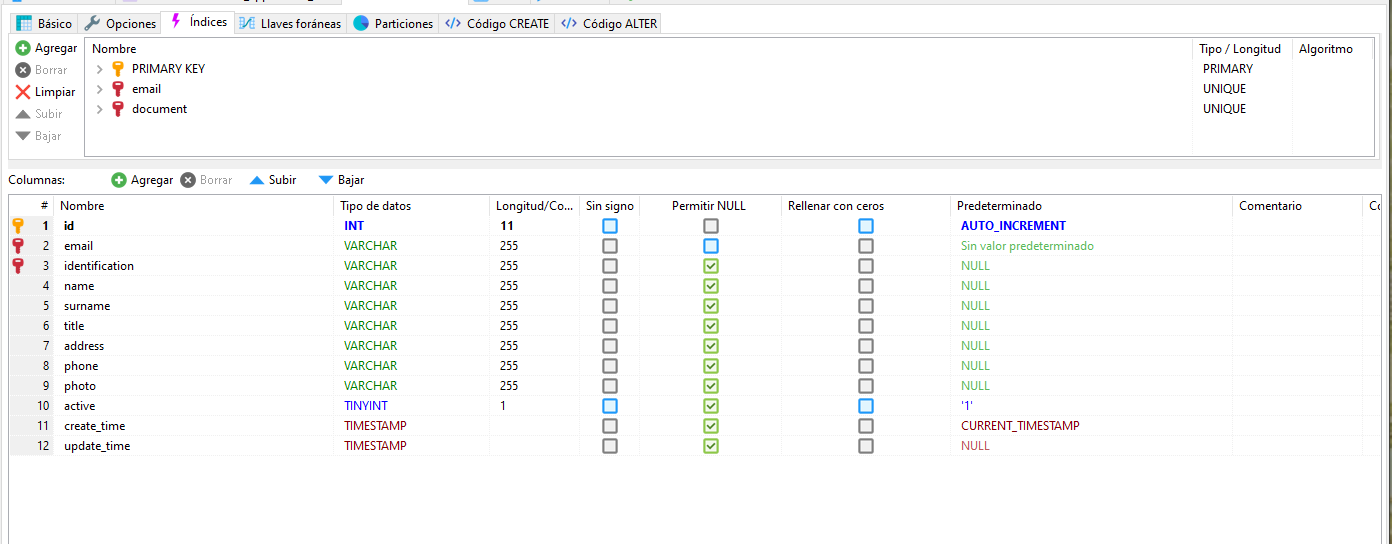 Básico Opciones Índices Llaves foráneas Particiones Código CREATE Código ALTER
Agregar
Borrar
Limpiar
Subir
Bajar
Nombre Tipo / Longitud Algoritmo
PRIMARY KEY PRIMARY
email UNIQUE
document UNIQUE
Columnas: Agregar Borrar Subir Bajar
# Nombre Tipo de datos Longitud/Co... Sin signo Permitir NULL Rellenar con ceros Predeterminado Comentario Co
1 id INT 11 AUTO_INCREMENT
2 email VARCHAR 255 Sin valor predeterminado
3 identification VARCHAR 255 NULL
4 name VARCHAR 255 NULL
5 surname VARCHAR 255 NULL
6 title VARCHAR 255 NULL
7 address VARCHAR 255 NULL
8 phone VARCHAR 255 NULL
9 photo VARCHAR 255 NULL
10 active TINYINT 1 '1'
11 create_time TIMESTAMP CURRENT_TIMESTAMP
12 update_time TIMESTAMP NULL